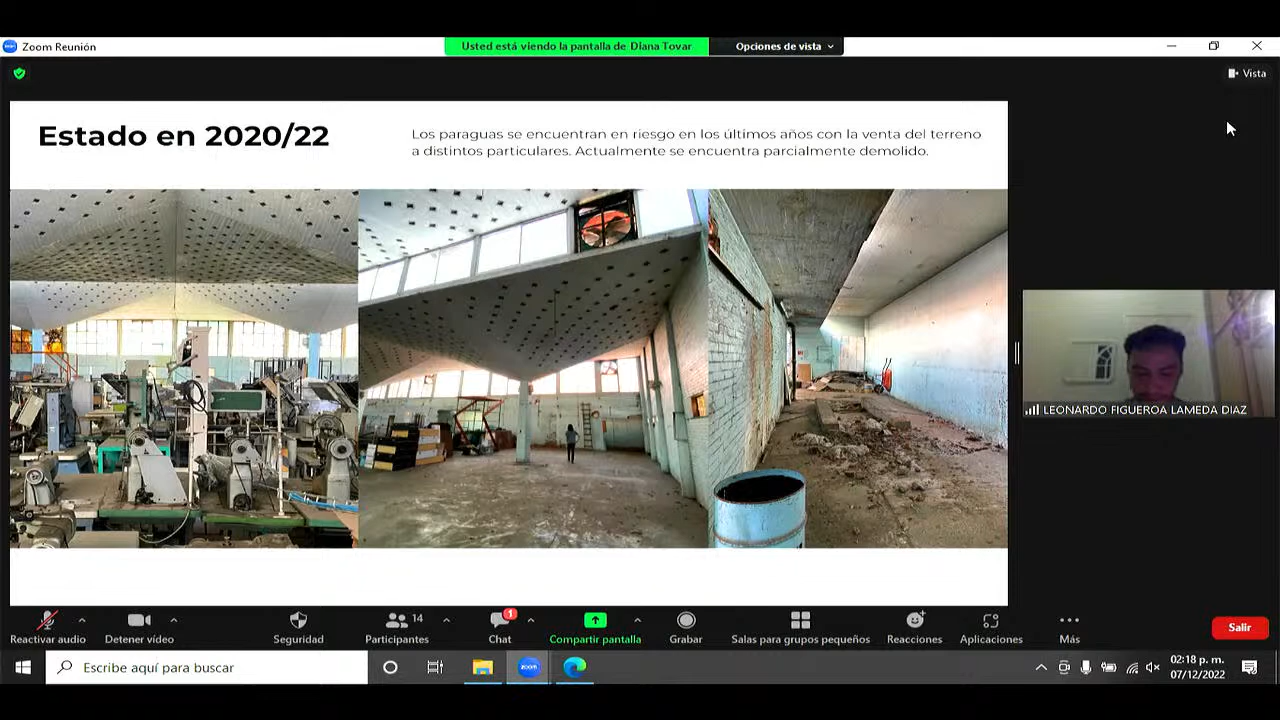 Zoom Reunión
Usted está viendo la pantalla de Diana Tovar
Opciones de vista
Vista
Estado en 2020/22
Los paraguas se encuentran en riesgo en los últimos años con la venta del terreno
a distintos particulares. Actualmente se encuentra parcialmente demolido.
LEONARDO FIGUEROA LAMEDA DIAZ
Reactivar audio
Detener vídeo
Seguridad
Participantes
14
Chat
1
Compartir pantalla
Grabar
Salas para grupos pequeños
Reacciones
Aplicaciones
Más
Salir
Escribe aquí para buscar
zoom
02:18 p. m.
07/12/2022